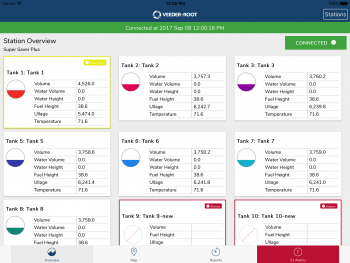 12:08 PM
VEEDER-ROOT
Stations
Connected at 2017 Sep 08 12:00:16 PM
Station Overview
Super Saver Plus
CONNECTED
Tank 1: Tank 1
Volume 4,526.0
Water Volume 0.0
Water Height 0.0
Fuel Height 38.6
Ullage 5,474.0
Temperature 71.6
Tank 2: Tank 2
Volume 3,757.3
Water Volume 0.0
Water Height 0.0
Fuel Height 38.6
Ullage 6,242.7
Temperature 71.6
Tank 3: Tank 3
Volume 3,760.2
Water Volume 0.0
Water Height 0.0
Fuel Height 38.6
Ullage 6,239.8
Temperature 71.6
Tank 5: Tank 5
Volume 3,758.6
Water Volume 0.0
Water Height 0.0
Fuel Height 38.6
Ullage 6,241.4
Temperature 71.6
Tank 6: Tank 6
Volume 3,758.2
Water Volume 0.0
Water Height 0.0
Fuel Height 38.6
Ullage 6,241.8
Temperature 71.6
Tank 7: Tank 7
Volume 3,759.0
Water Volume 0.0
Water Height 0.0
Fuel Height 38.6
Ullage 6,241.0
Temperature 71.6
Tank 8: Tank 8
Volume 3,758.0
Water Volume 0.0
Water Height 0.0
Fuel Height 38.6
Alarms
Tank 9: Tank 9-new
Volume
Water Volume
Water Height
Fuel Height
Alarms
Tank 10: Tank 10-new
Volume
Water Volume
Water Height
Fuel Height
Overview
Map
Reports
11 Alarms